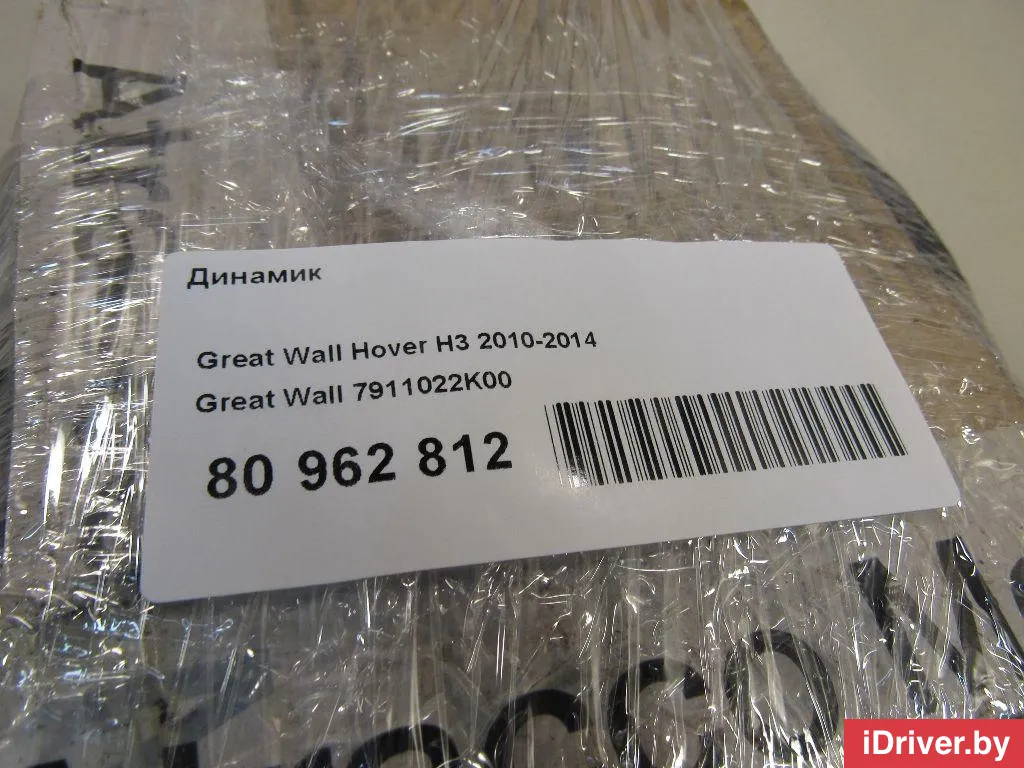 Динамик
Great Wall Hover H3 2010-2014
Great Wall 7911022K00
80 962 812
iDriver.by